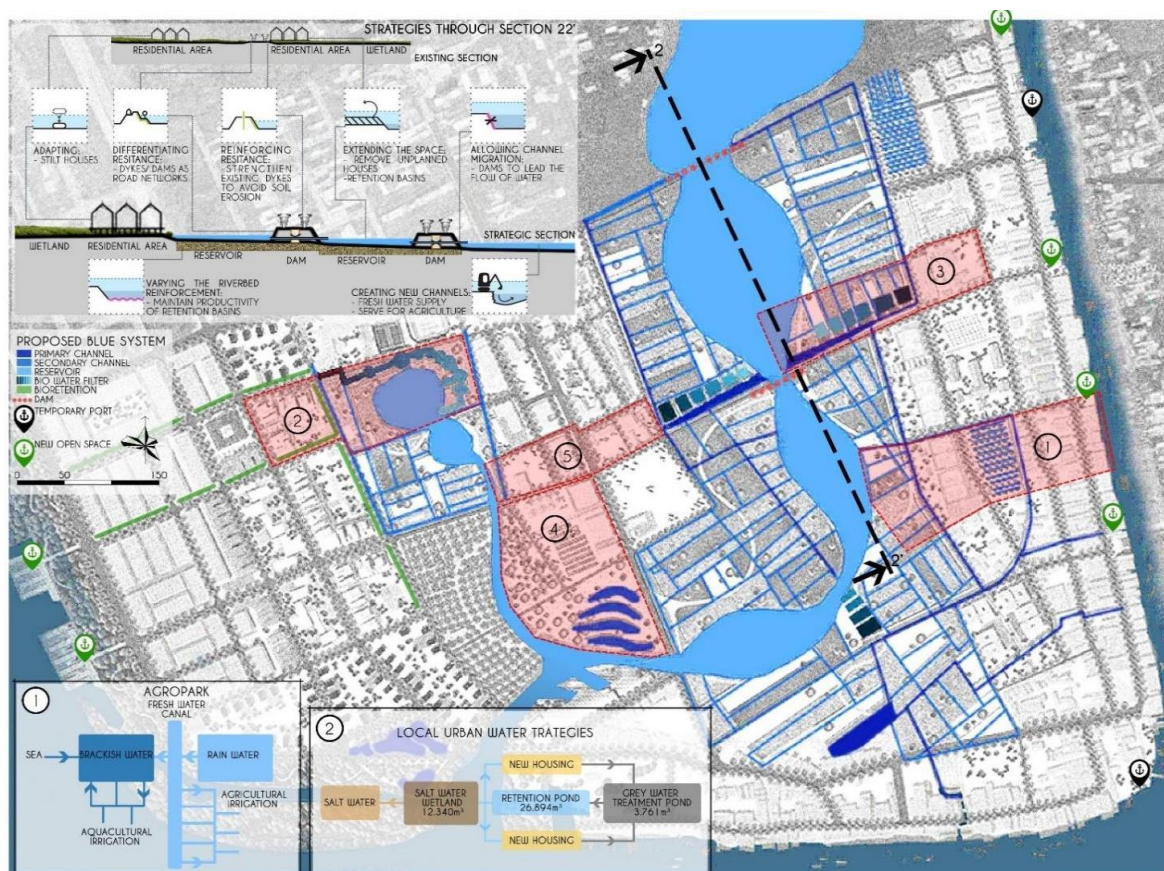 STRATEGIES THROUGH SECTION 22'
RESIDENTIAL AREA
RESIDENTIAL AREA
WETLAND
EXISTING SECTION
ADAPTING:
- STILT HOUSES
DIFFERENTIATING
RESITANCE:
- DYKES/ DAMS AS
ROAD NETWORKS
REINFORCING
RESITANCE:
-STRENGTHEN
EXISTING DYKES
TO AVOID SOIL
EROSION
EXTENDING THE SPACE:
- REMOVE UNPLANNED
HOUSES
-RETENTION BASINS
ALLOWING CHANNEL
MIGRATION:
- DAMS TO LEAD THE
FLOW OF WATER
WETLAND
RESIDENTIAL AREA
RESERVOIR
DAM
RESERVOIR
DAM
STRATEGIC SECTION
VARYING THE RIVERBED
REINFORCEMENT:
- MAINTAIN PRODUCTIVITY
OF RETENTION BASINS
CREATING NEW CHANNELS:
- FRESH WATER SUPPLY
- SERVE FOR AGRICULTURE
PROPOSED BLUE SYSTEM
PRIMARY CHANNEL
SECONDARY CHANNEL
RESERVOIR
BIO WATER FILTER
BIORETENTION
DAM
TEMPORARY PORT
NEW OPEN SPACE
0 50 150
2
3
2
5
1
4
2'
1
AGROPARK
FRESH WATER
CANAL
SEA
BRACKISH WATER
RAIN WATER
AGRICULTURAL
IRRIGATION
AQUACULTURAL
IRRIGATION
2
LOCAL URBAN WATER TRATEGIES
NEW HOUSING
SALT WATER
SALT WATER
WETLAND
12.340m³
RETENTION POND
26.894m³
GREY WATER
TREATMENT POND
3.761m³
NEW HOUSING